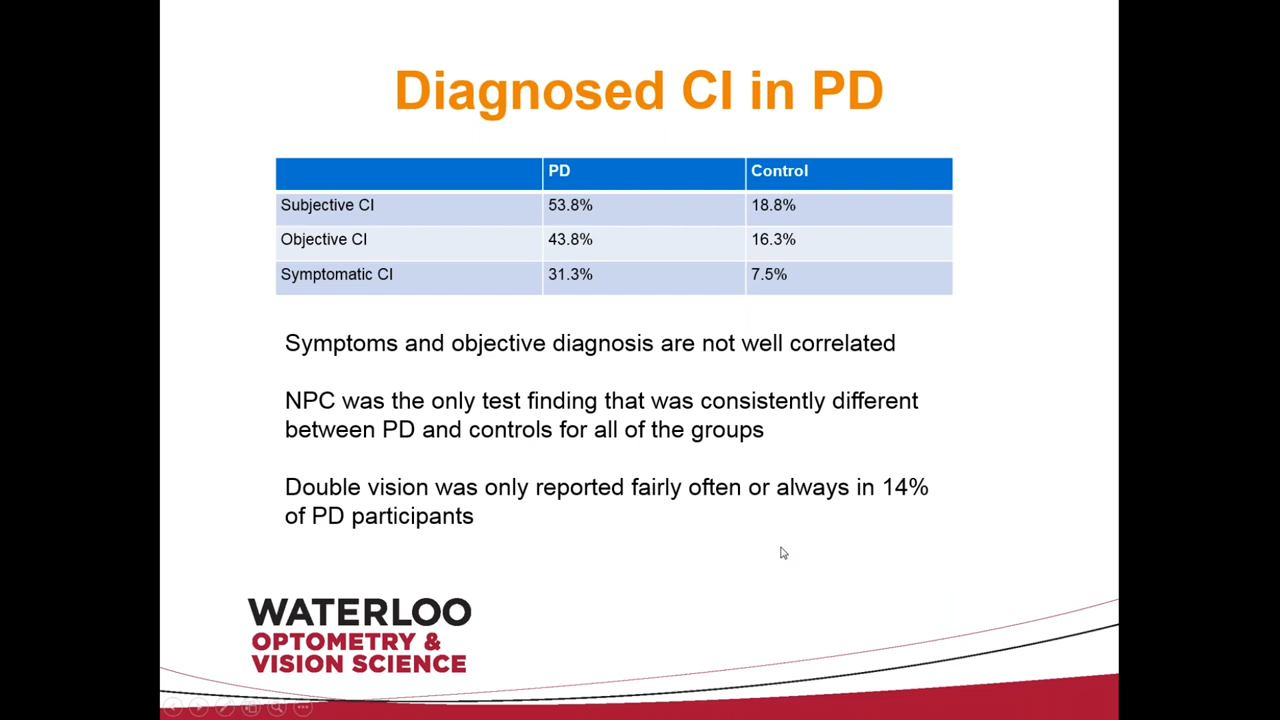 Diagnosed CI in PD
PD Control
Subjective CI 53.8% 18.8%
Objective CI 43.8% 16.3%
Symptomatic CI 31.3% 7.5%
Symptoms and objective diagnosis are not well correlated
NPC was the only test finding that was consistently different
between PD and controls for all of the groups
Double vision was only reported fairly often or always in 14%
of PD participants
WATERLOO
OPTOMETRY &
VISION SCIENCE